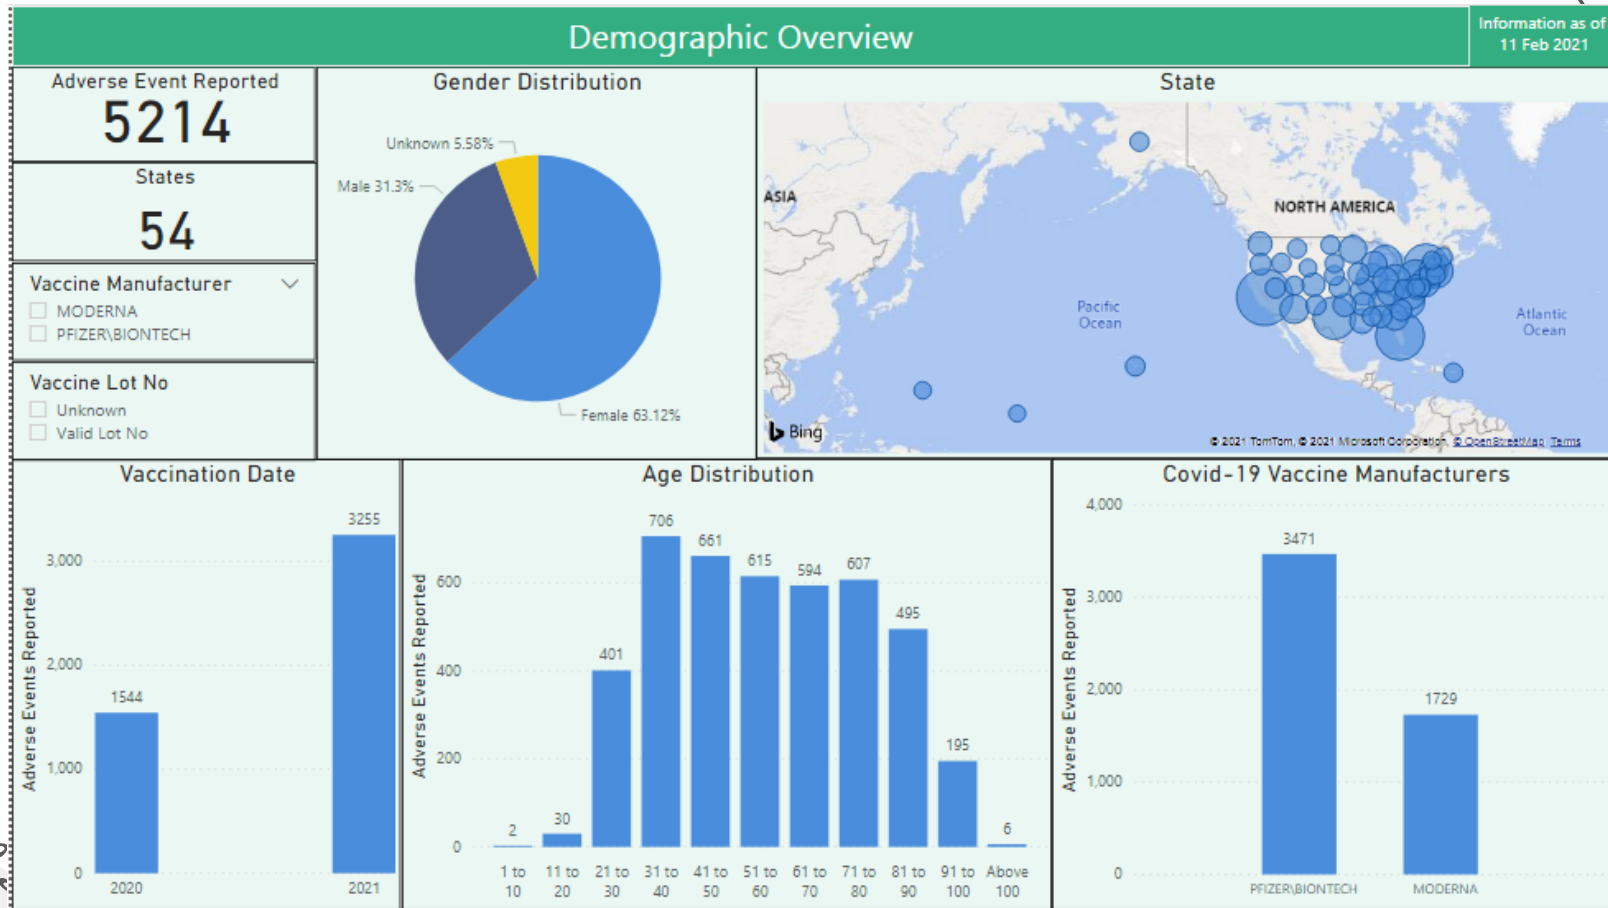 Demographic Overview
Information as of
11 Feb 2021
Adverse Event Reported
5214
States
54
Vaccine Manufacturer
MODERNA
PFIZER\BIONTECH
Vaccine Lot No
Unknown
Valid Lot No
Gender Distribution
Unknown 5.58%
Male 31.3%
Female 63.12%
State
ASIA
NORTH AMERICA
Pacific
Ocean
Atlantic
Ocean
Bing
© 2021 TomTom, © 2021 Microsoft Corporation, © OpenStreetMap Terms
Vaccination Date
Adverse Events Reported
3,000
2,000
1,000
0
1544
3255
2020
2021
Age Distribution
Adverse Events Reported
600
400
200
0
2
30
401
706
661
615
594
607
495
195
6
1 to
10
11 to
20
21 to
30
31 to
40
41 to
50
51 to
60
61 to
70
71 to
80
81 to
90
91 to
100
Above
100
Covid-19 Vaccine Manufacturers
Adverse Events Reported
4,000
3,000
2,000
1,000
0
3471
1729
PFIZER\BIONTECH
MODERNA